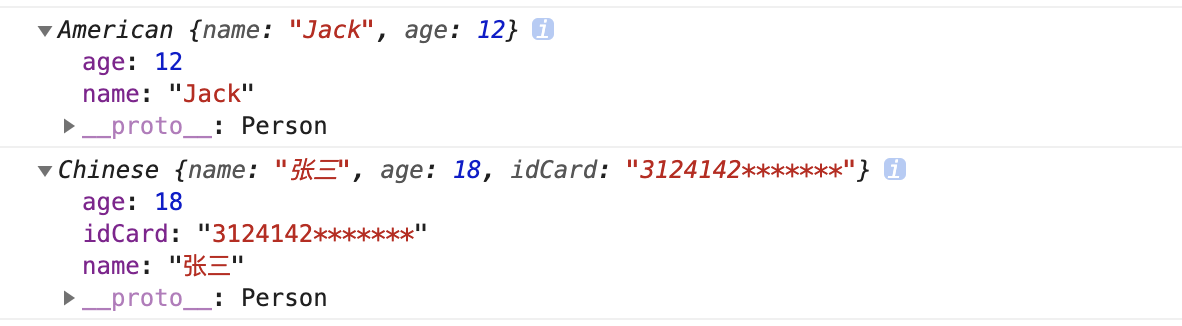 American {name: "Jack", age: 12} i
age: 12
name: "Jack"
__proto__: Person
Chinese {name: "张三", age: 18, idCard: "3124142*******"} i
age: 18
idCard: "3124142*******"
name: "张三"
__proto__: Person